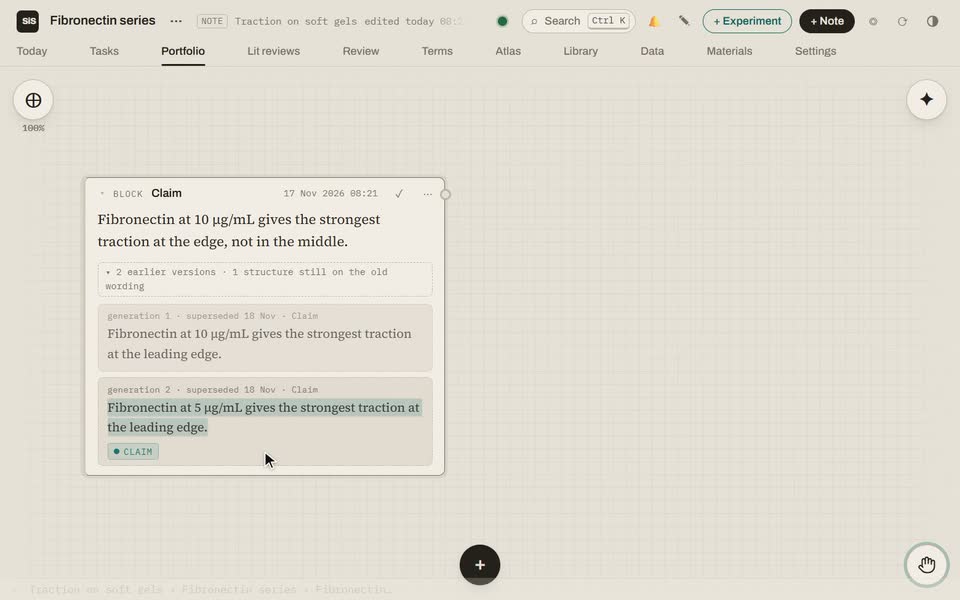 SiS Fibronectin series ··· NOTE Traction on soft gels edited today 08:2 Search Ctrl K + Experiment + Note
Today Tasks Portfolio Lit reviews Review Terms Atlas Library Data Materials Settings
100%
BLOCK Claim 17 Nov 2026 08:21 ✓ ···
Fibronectin at 10 µg/mL gives the strongest
traction at the edge, not in the middle.
▾ 2 earlier versions · 1 structure still on the old
wording
generation 1 · superseded 18 Nov · Claim
Fibronectin at 10 µg/mL gives the strongest traction
at the leading edge.
generation 2 · superseded 18 Nov · Claim
Fibronectin at 5 µg/mL gives the strongest traction at
the leading edge.
CLAIM
+
Traction on soft gels › Fibronectin series › Fibronectin…